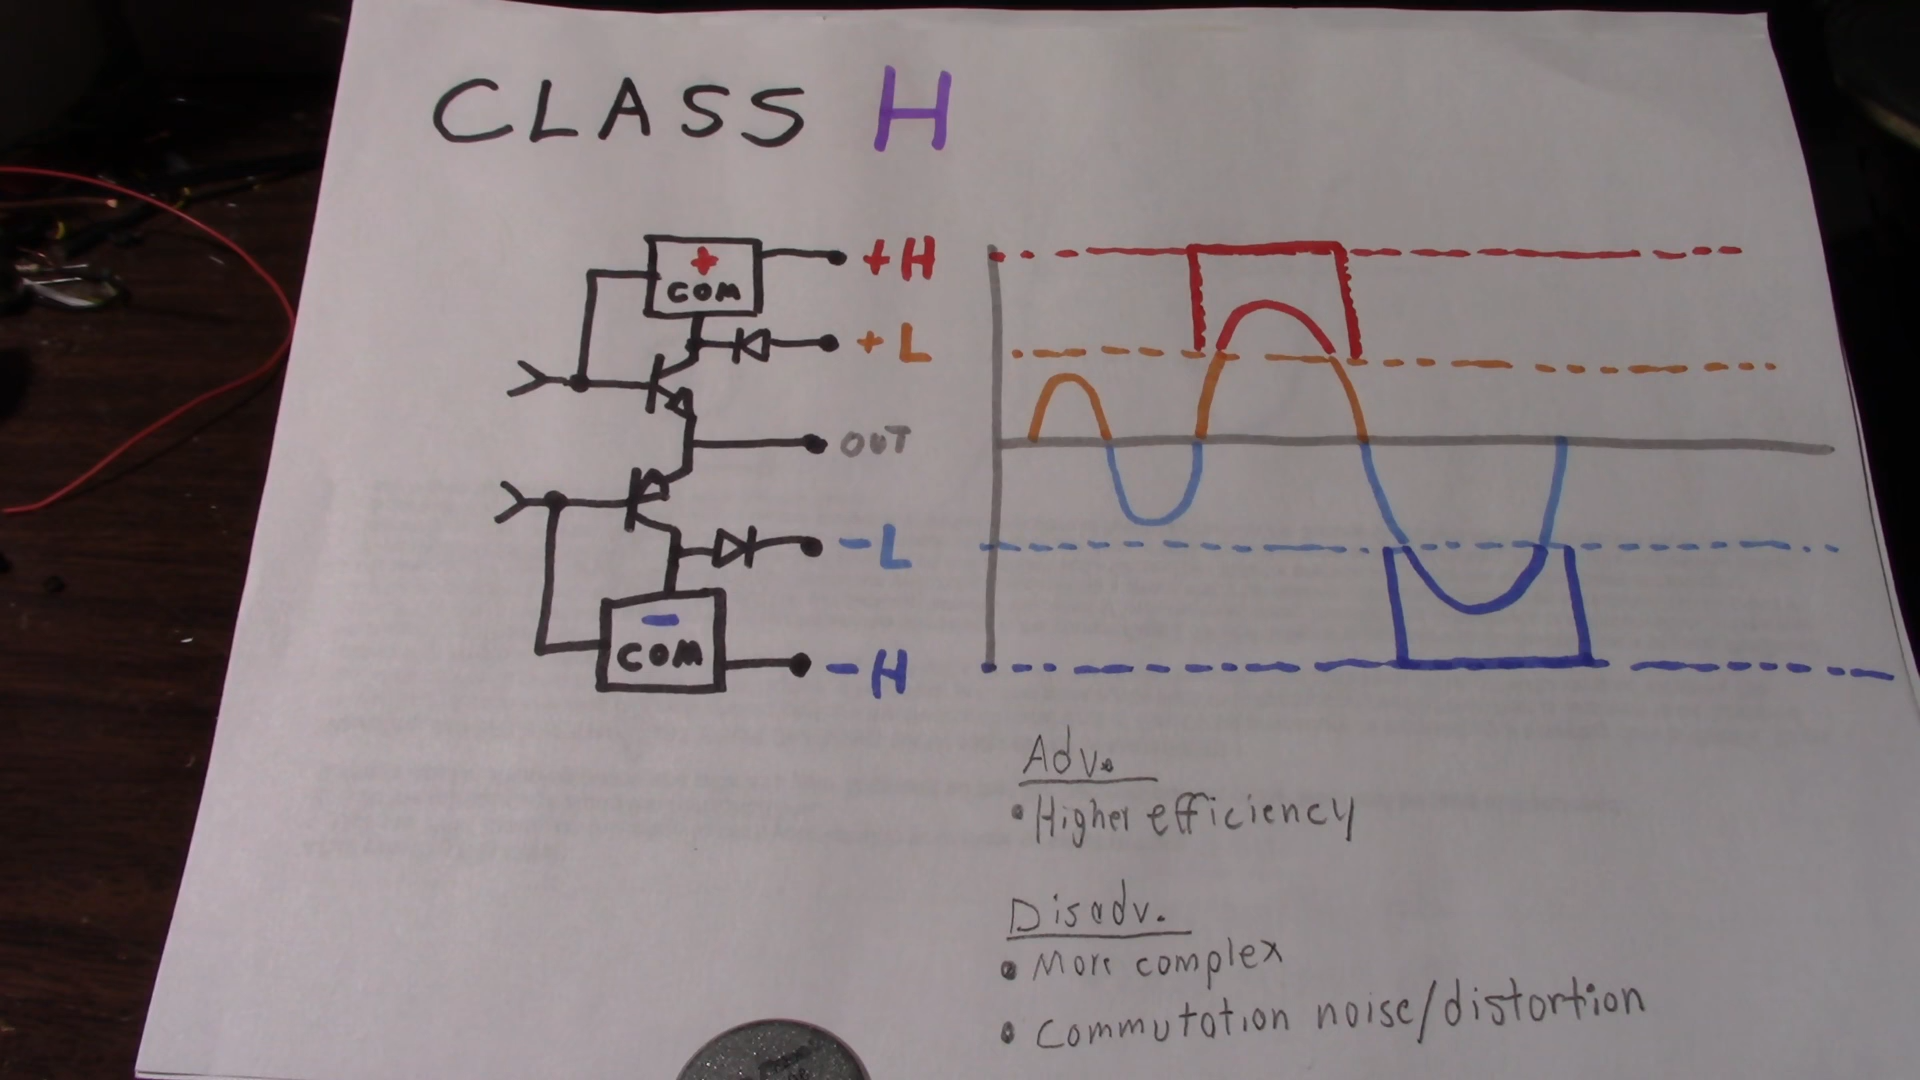 CLASS H
+ COM
+H
+L
OUT
-L
- COM
-H
Adv.
• Higher efficiency
Disadv.
• More complex
• Commutation noise/distortion